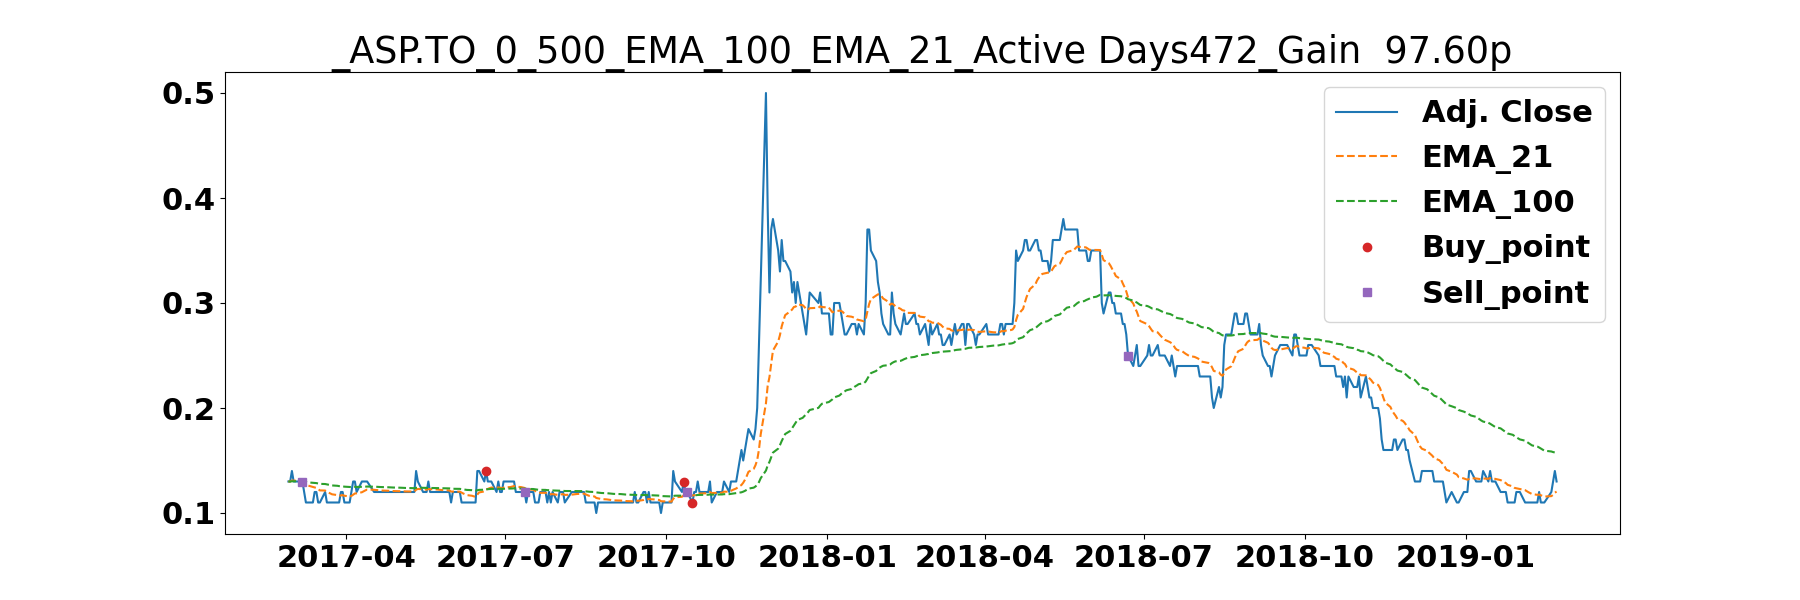 _ASP.TO_0_500_EMA_100_EMA_21_Active Days472_Gain  97.60p
0.5
0.4
0.3
0.2
0.1
Adj. Close
EMA_21
EMA_100
Buy_point
Sell_point
2017-04 2017-07 2017-10 2018-01 2018-04 2018-07 2018-10 2019-01